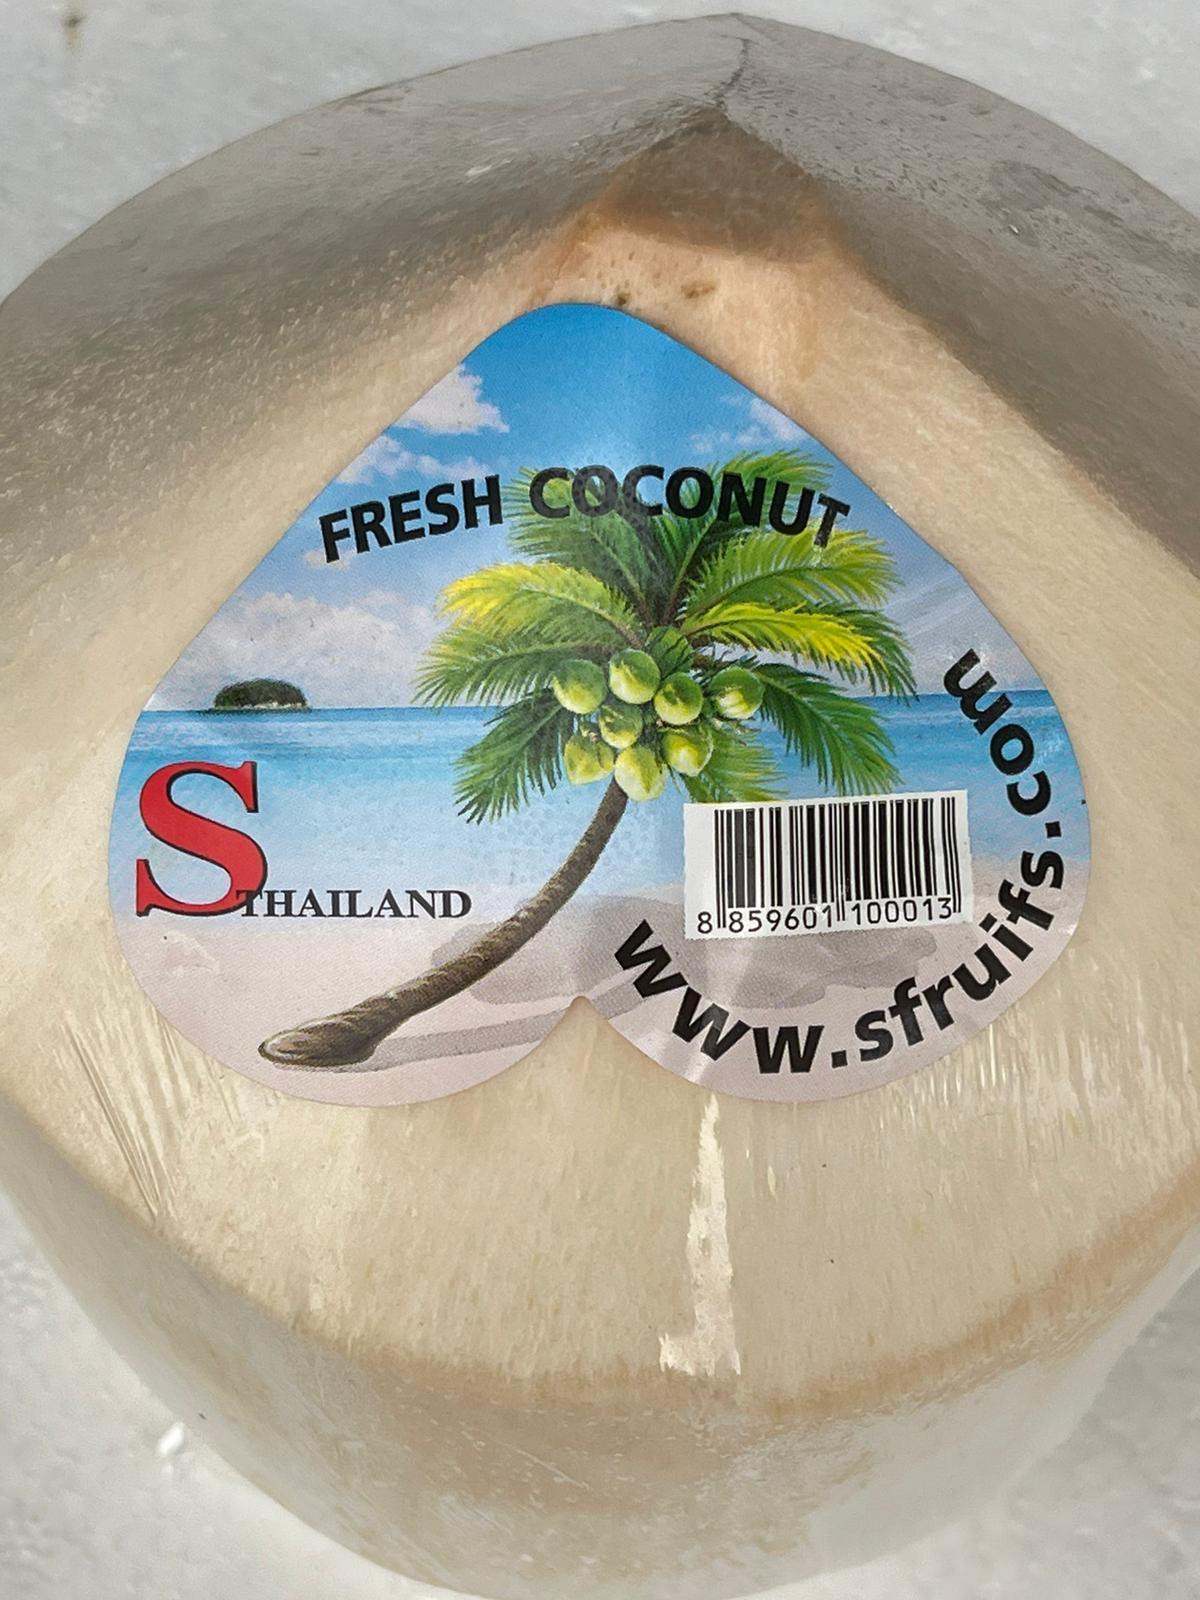 FRESH COCONUT
S THAILAND
8 859601 100013
www.sfruifs.com